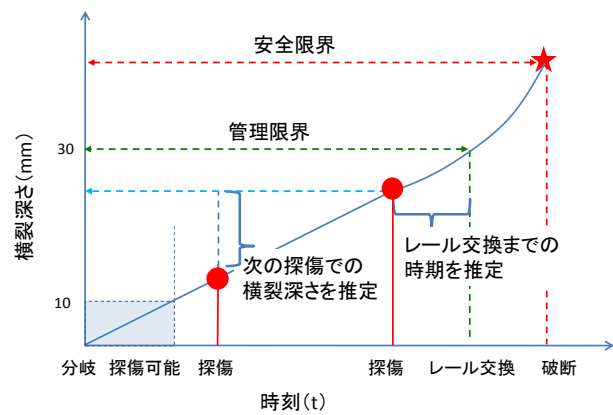 安全限界
管理限界
横裂深さ(mm)
30
次の探傷での
横裂深さを推定
レール交換までの
時期を推定
10
分岐
探傷可能
探傷
探傷
レール交換
破断
時刻(t)